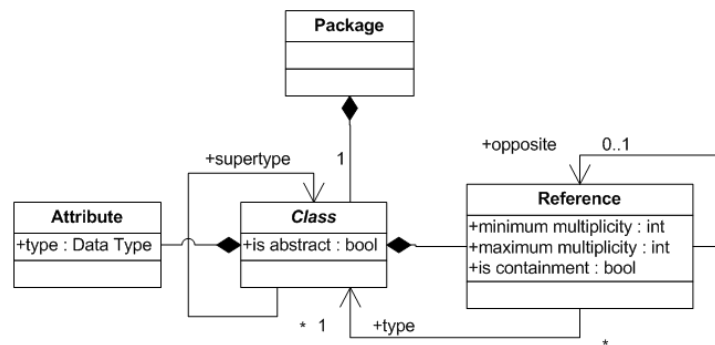 Package
+supertype
1
+opposite
0..1
Attribute
+type : Data Type
Class
+is abstract : bool
Reference
+minimum multiplicity : int
+maximum multiplicity : int
+is containment : bool
* 1
+type
*